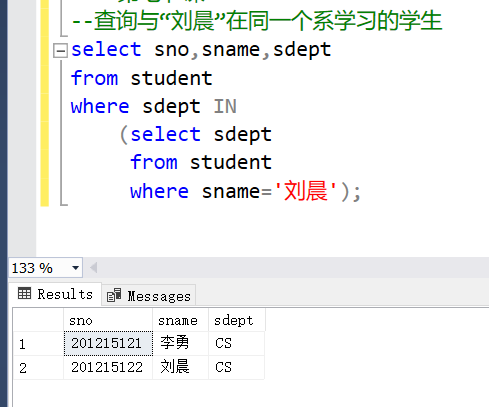 --查询与“刘晨”在同一个系学习的学生
select sno,sname,sdept
from student
where sdept IN
(select sdept
from student
where sname='刘晨');
133 %
Results Messages
sno sname sdept
1 201215121 李勇 CS
2 201215122 刘晨 CS